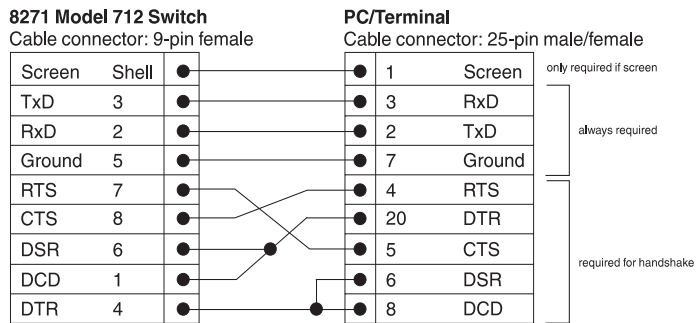 8271 Model 712 Switch PC/Terminal
Cable connector: 9-pin female Cable connector: 25-pin male/female
Screen Shell 1 Screen only required if screen
TxD 3 3 RxD
RxD 2 2 TxD always required
Ground 5 7 Ground
RTS 7 4 RTS
CTS 8 20 DTR
DSR 6 5 CTS
DCD 1 6 DSR required for handshake
DTR 4 8 DCD